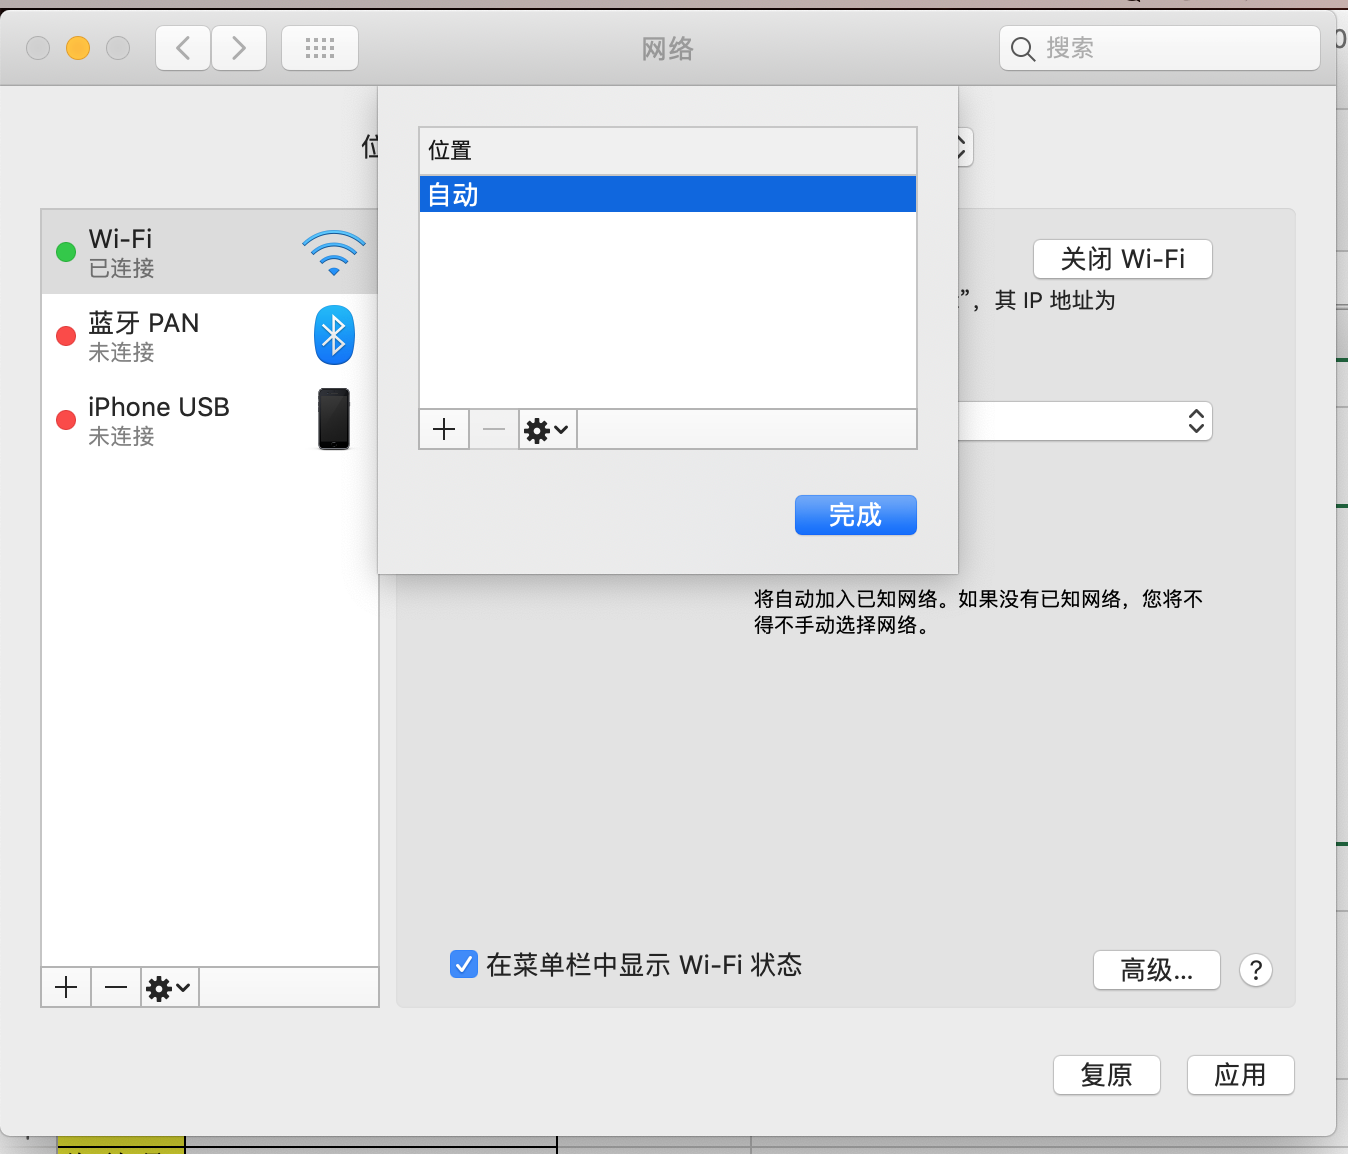 网络
搜索
位
位置
自动
Wi-Fi
已连接
关闭 Wi-Fi
”，其 IP 地址为
蓝牙 PAN
未连接
iPhone USB
未连接
完成
将自动加入已知网络。如果没有已知网络，您将不
得不手动选择网络。
在菜单栏中显示 Wi-Fi 状态
高级...
?
复原
应用